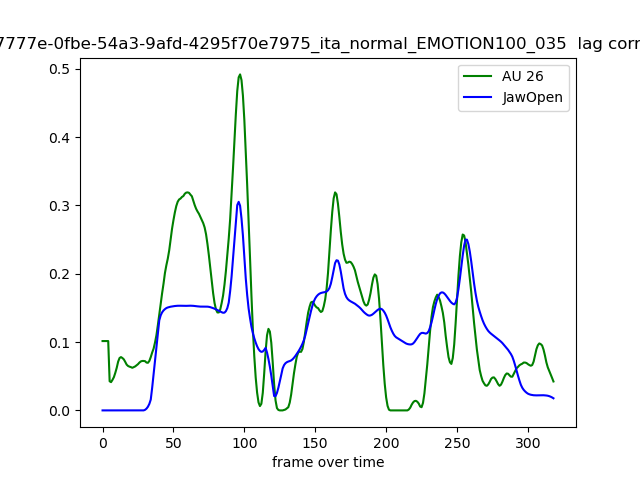 7777e-0fbe-54a3-9afd-4295f70e7975_ita_normal_EMOTION100_035 lag corr
AU 26
JawOpen
0.5
0.4
0.3
0.2
0.1
0.0
0 50 100 150 200 250 300
frame over time